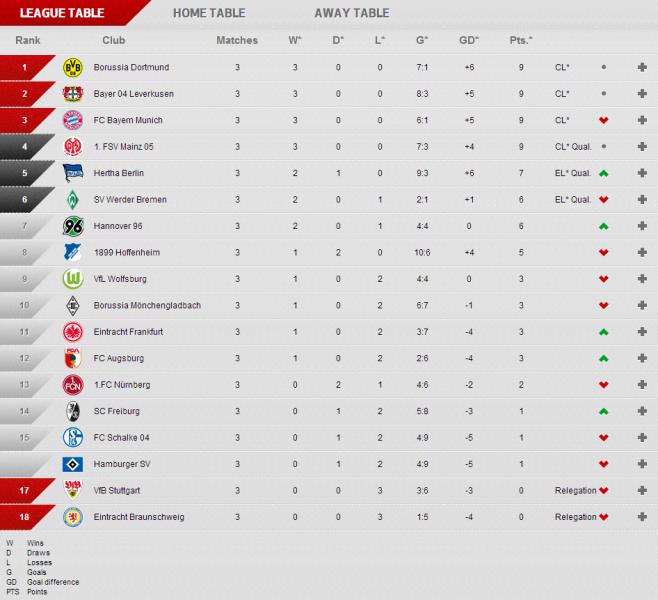 LEAGUE TABLE HOME TABLE AWAY TABLE
Rank Club Matches W* D* L* G* GD* Pts.*
1 Borussia Dortmund 3 3 0 0 7:1 +6 9 CL*
2 Bayer 04 Leverkusen 3 3 0 0 8:3 +5 9 CL*
3 FC Bayern Munich 3 3 0 0 6:1 +5 9 CL*
4 1. FSV Mainz 05 3 3 0 0 7:3 +4 9 CL* Qual.
5 Hertha Berlin 3 2 1 0 9:3 +6 7 EL* Qual.
6 SV Werder Bremen 3 2 0 1 2:1 +1 6 EL* Qual.
7 Hannover 96 3 2 0 1 4:4 0 6
8 1899 Hoffenheim 3 1 2 0 10:6 +4 5
9 VfL Wolfsburg 3 1 0 2 4:4 0 3
10 Borussia Mönchengladbach 3 1 0 2 6:7 -1 3
11 Eintracht Frankfurt 3 1 0 2 3:7 -4 3
12 FC Augsburg 3 1 0 2 2:6 -4 3
13 1.FC Nürnberg 3 0 2 1 4:6 -2 2
14 SC Freiburg 3 0 1 2 5:8 -3 1
15 FC Schalke 04 3 0 1 2 4:9 -5 1
Hamburger SV 3 0 1 2 4:9 -5 1
17 VfB Stuttgart 3 0 0 3 3:6 -3 0 Relegation
18 Eintracht Braunschweig 3 0 0 3 1:5 -4 0 Relegation
W Wins
D Draws
L Losses
G Goals
GD Goal difference
PTS Points